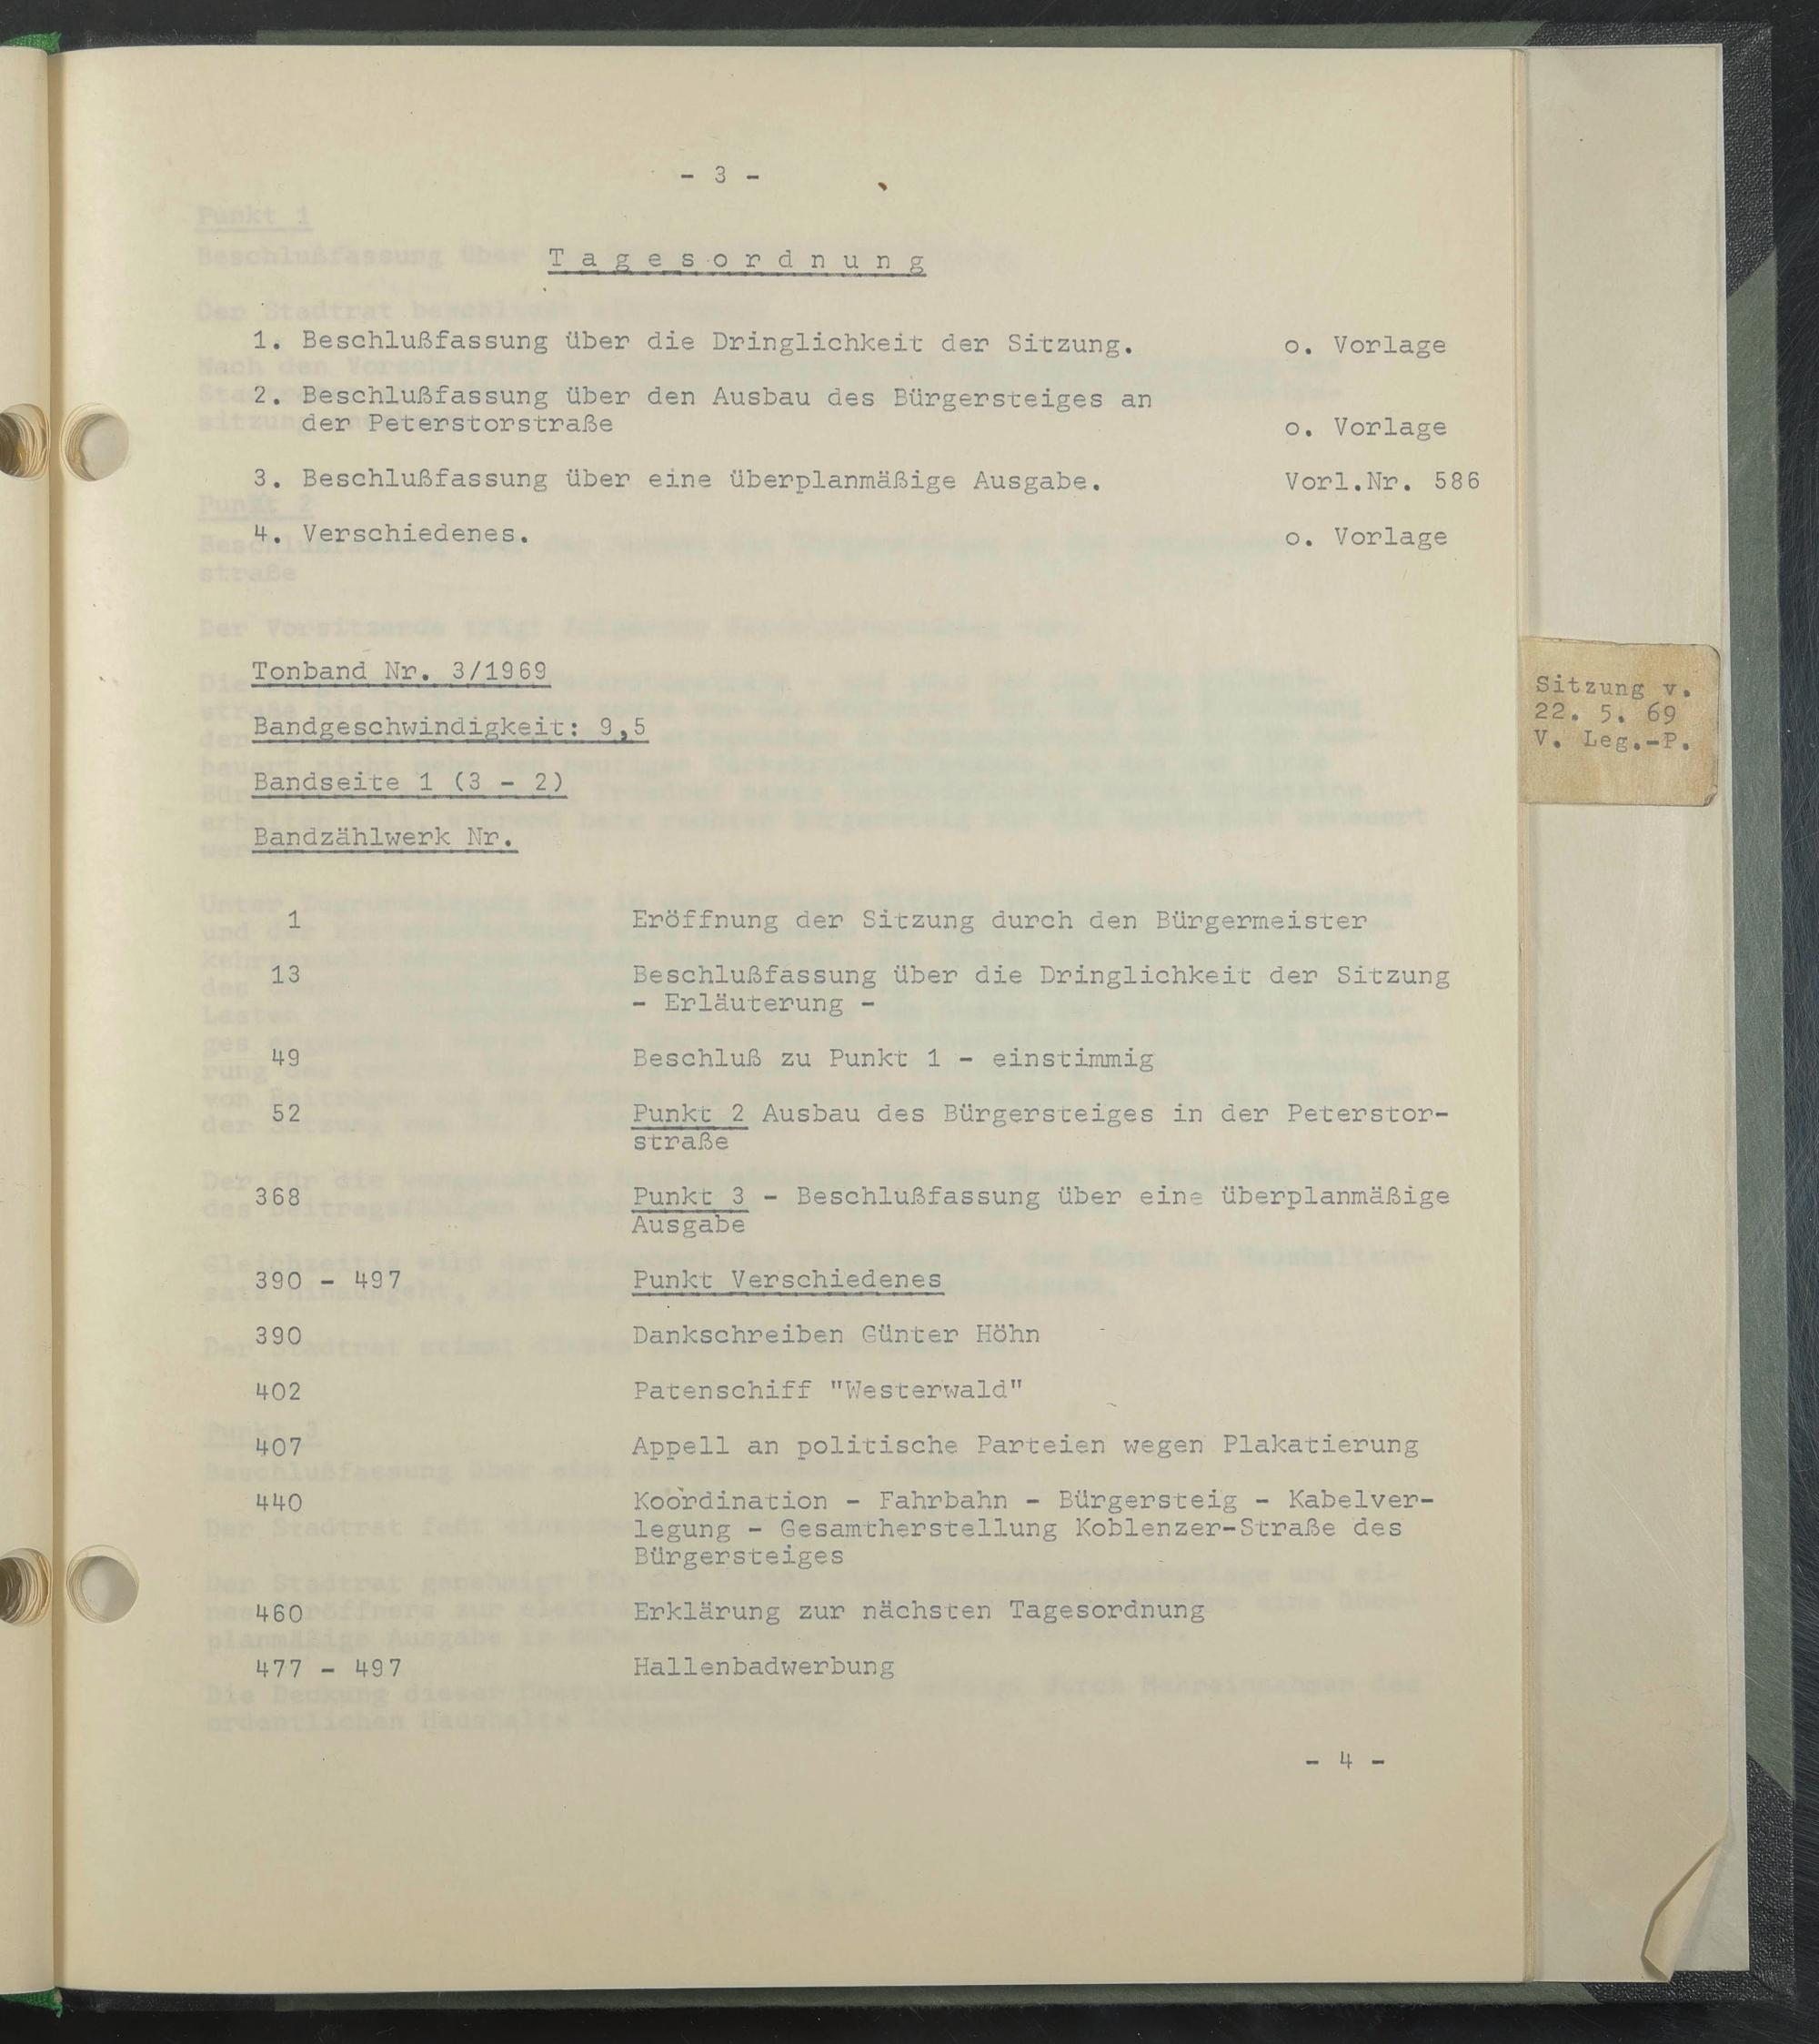 - 3 -
Tagesordnung
1. Beschlußfassung über die Dringlichkeit der Sitzung. o. Vorlage
2. Beschlußfassung über den Ausbau des Bürgersteiges an
der Peterstorstraße o. Vorlage
3. Beschlußfassung über eine überplanmäßige Ausgabe. Vorl.Nr. 586
4. Verschiedenes. o. Vorlage
Tonband Nr. 3/1969
Bandgeschwindigkeit: 9,5
Bandseite 1 (3 - 2)
Bandzählwerk Nr.
1 Eröffnung der Sitzung durch den Bürgermeister
13 Beschlußfassung über die Dringlichkeit der Sitzung
- Erläuterung -
49 Beschluß zu Punkt 1 - einstimmig
52 Punkt 2 Ausbau des Bürgersteiges in der Peterstor-
straße
368 Punkt 3 - Beschlußfassung über eine überplanmäßige
Ausgabe
390 - 497 Punkt Verschiedenes
390 Dankschreiben Günter Höhn
402 Patenschiff "Westerwald"
407 Appell an politische Parteien wegen Plakatierung
440 Koordination - Fahrbahn - Bürgersteig - Kabelver-
legung - Gesamtherstellung Koblenzer-Straße des
Bürgersteiges
460 Erklärung zur nächsten Tagesordnung
477 - 497 Hallenbadwerbung
- 4 -
Sitzung v.
22. 5. 69
V. Leg.-P.